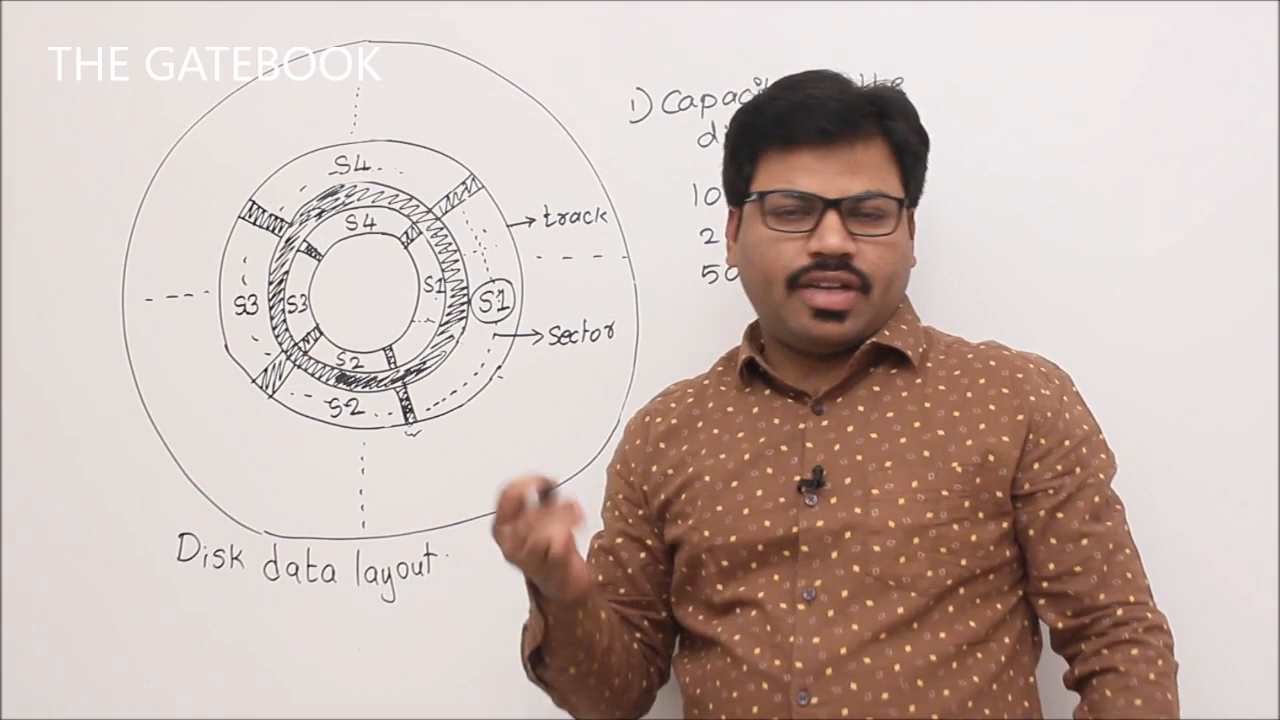 THE GATEBOOK
1) Capacity
10
2
50
S4
S4
track
S3
S3
S1
S1
sector
S2
S2
Disk data layout.